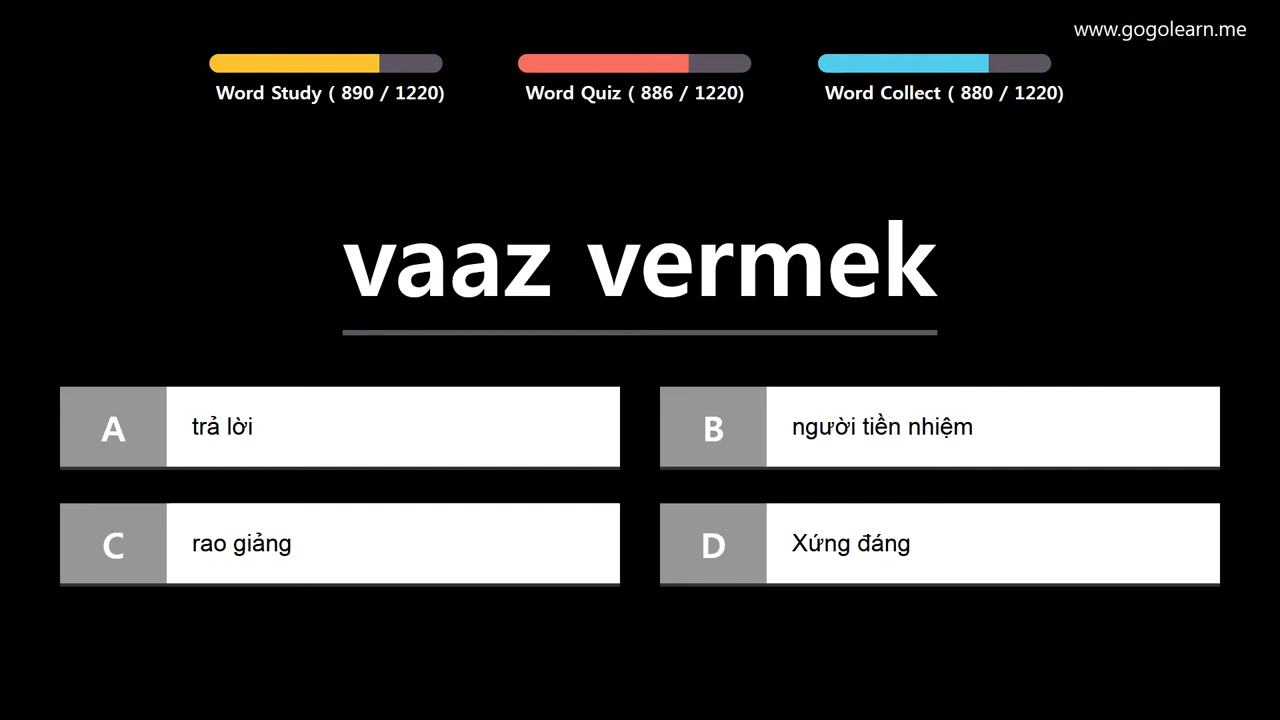 www.gogolearn.me
Word Study ( 890 / 1220)
Word Quiz ( 886 / 1220)
Word Collect ( 880 / 1220)
vaaz vermek
A
trả lời
B
người tiền nhiệm
C
rao giảng
D
Xứng đáng